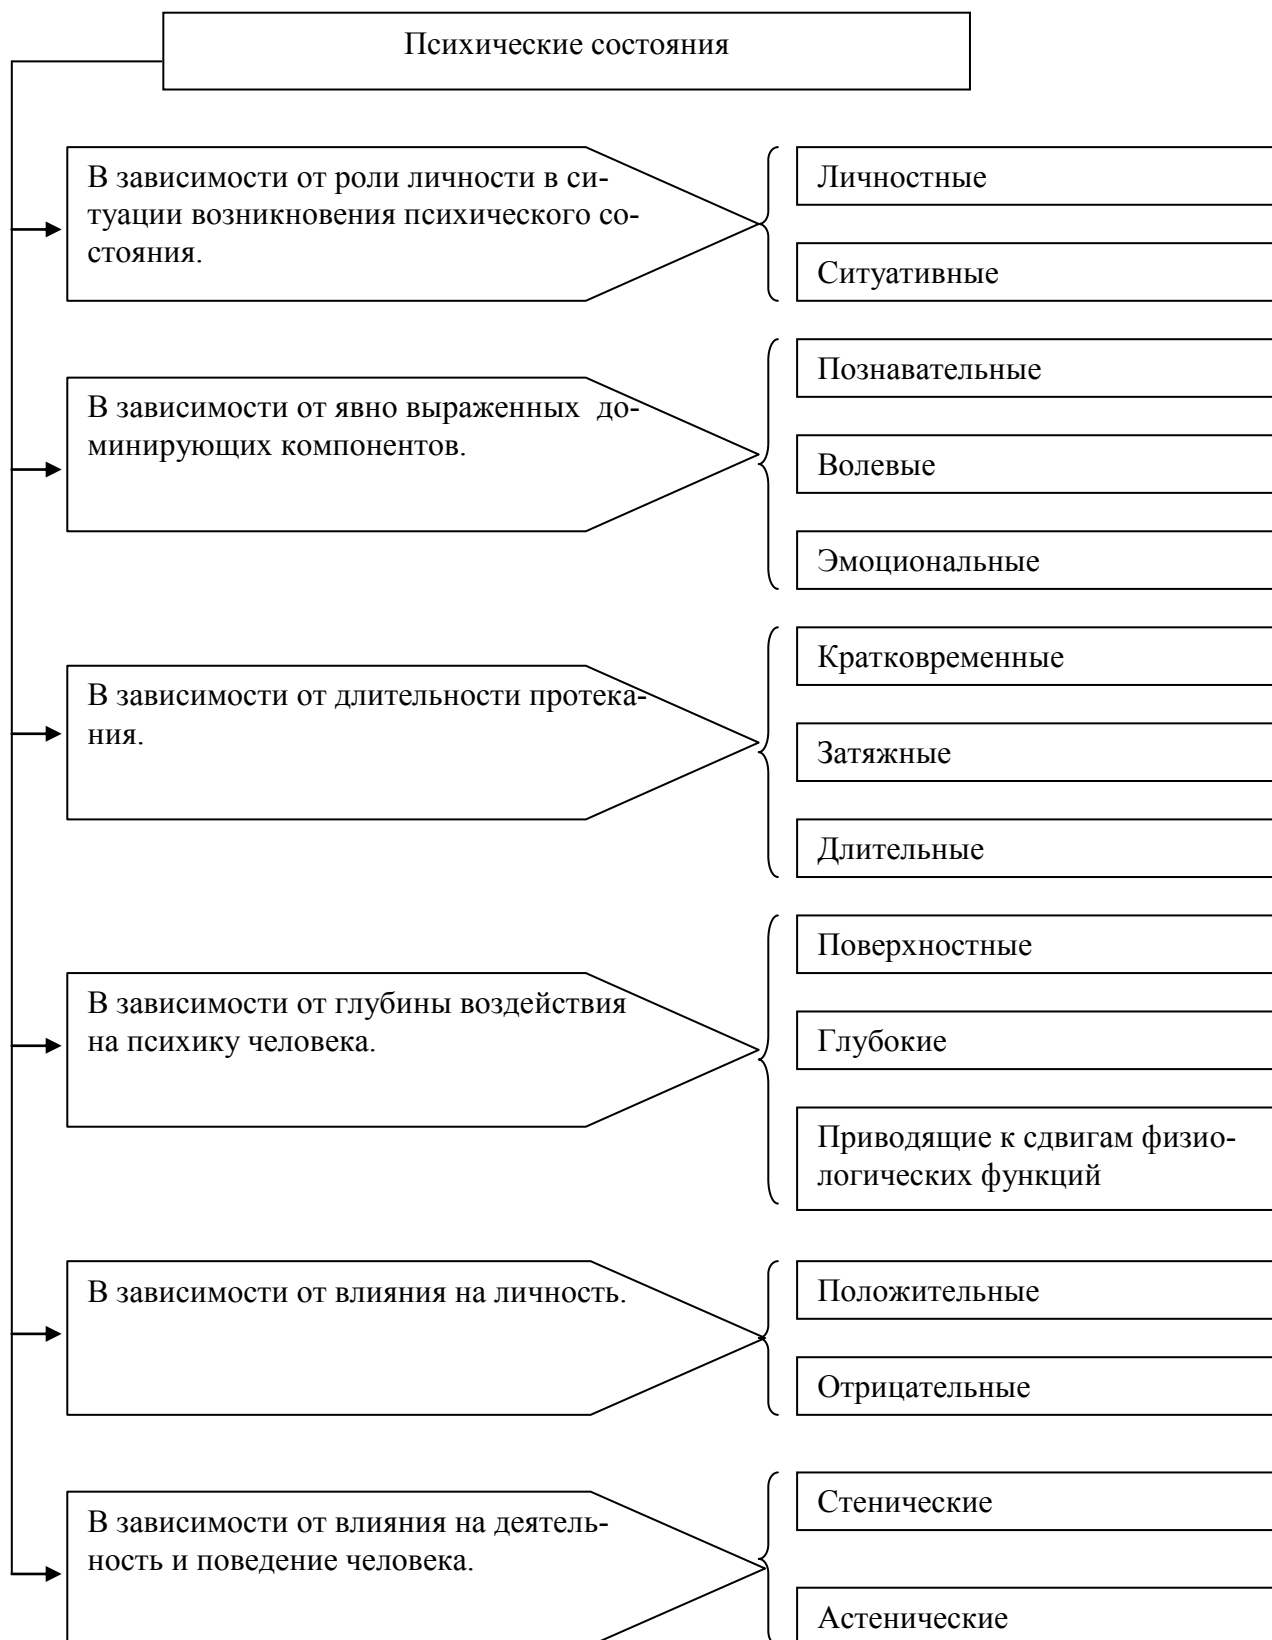 Психические состояния
В зависимости от роли личности в си-
туации возникновения психического со-
стояния.
Личностные
Ситуативные
В зависимости от явно выраженных до-
минирующих компонентов.
Познавательные
Волевые
Эмоциональные
В зависимости от длительности протека-
ния.
Кратковременные
Затяжные
Длительные
В зависимости от глубины воздействия
на психику человека.
Поверхностные
Глубокие
Приводящие к сдвигам физио-
логических функций
В зависимости от влияния на личность.
Положительные
Отрицательные
В зависимости от влияния на деятель-
ность и поведение человека.
Стенические
Астенические